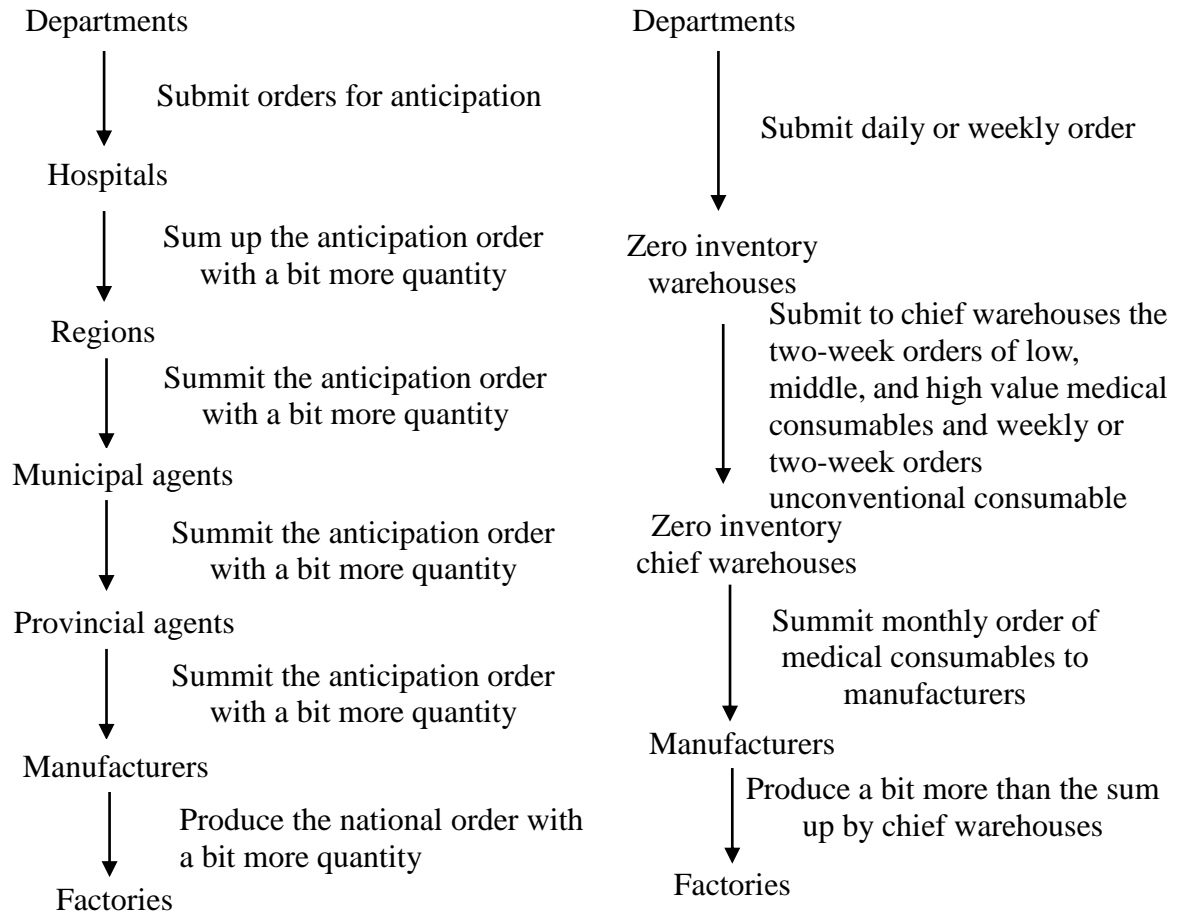 Departments
Submit orders for anticipation
Hospitals
Sum up the anticipation order
with a bit more quantity
Regions
Summit the anticipation order
with a bit more quantity
Municipal agents
Summit the anticipation order
with a bit more quantity
Provincial agents
Summit the anticipation order
with a bit more quantity
Manufacturers
Produce the national order with
a bit more quantity
Factories
Departments
Submit daily or weekly order
Zero inventory
warehouses
Submit to chief warehouses the
two-week orders of low,
middle, and high value medical
consumables and weekly or
two-week orders
unconventional consumable
Zero inventory
chief warehouses
Summit monthly order of
medical consumables to
manufacturers
Manufacturers
Produce a bit more than the sum
up by chief warehouses
Factories